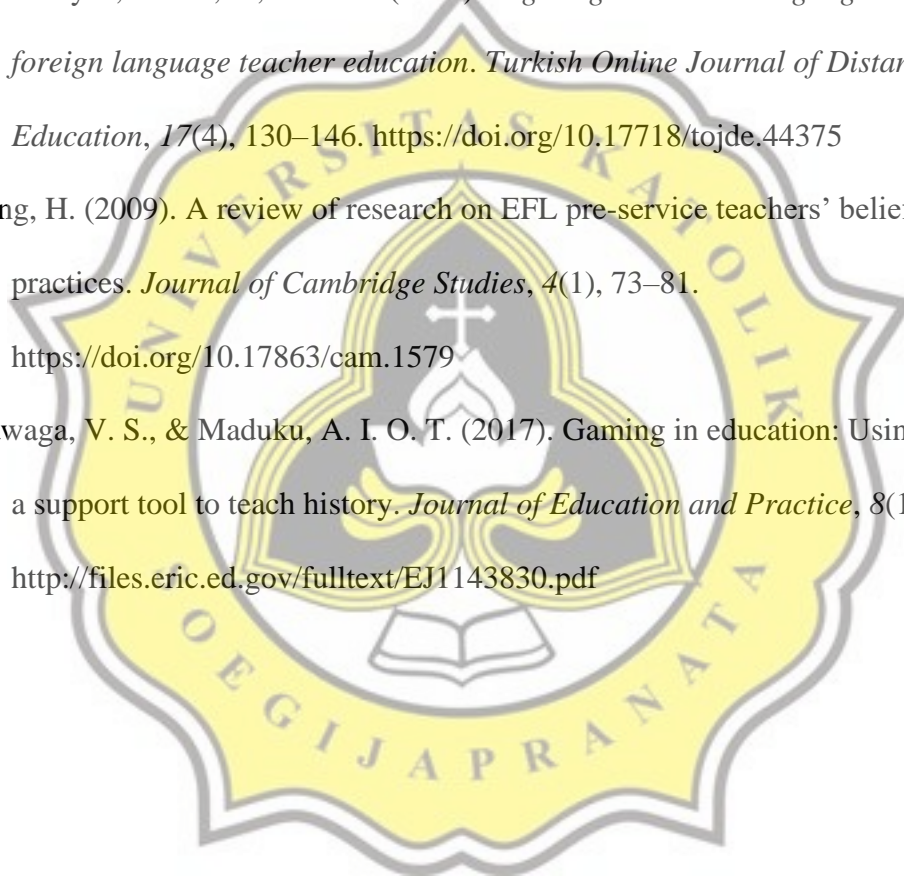 foreign language teacher education. Turkish Online Journal of Distan
Education, 17(4), 130–146. https://doi.org/10.17718/tojde.44375
ng, H. (2009). A review of research on EFL pre-service teachers’ belief
practices. Journal of Cambridge Studies, 4(1), 73–81.
https://doi.org/10.17863/cam.1579
waga, V. S., & Maduku, A. I. O. T. (2017). Gaming in education: Usin
a support tool to teach history. Journal of Education and Practice, 8(1
http://files.eric.ed.gov/fulltext/EJ1143830.pdf
UNIVERSITAS KATOLIK
SOEGIJAPRANATA